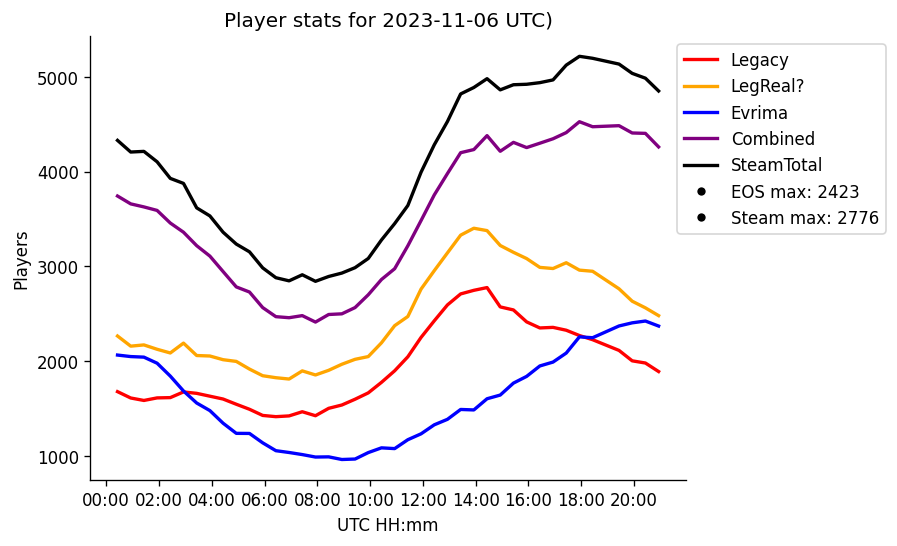 Player stats for 2023-11-06 UTC)
Legacy
LegReal?
Evrima
Combined
SteamTotal
EOS max: 2423
Steam max: 2776
Players
5000
4000
3000
2000
1000
00:00 02:00 04:00 06:00 08:00 10:00 12:00 14:00 16:00 18:00 20:00
UTC HH:mm